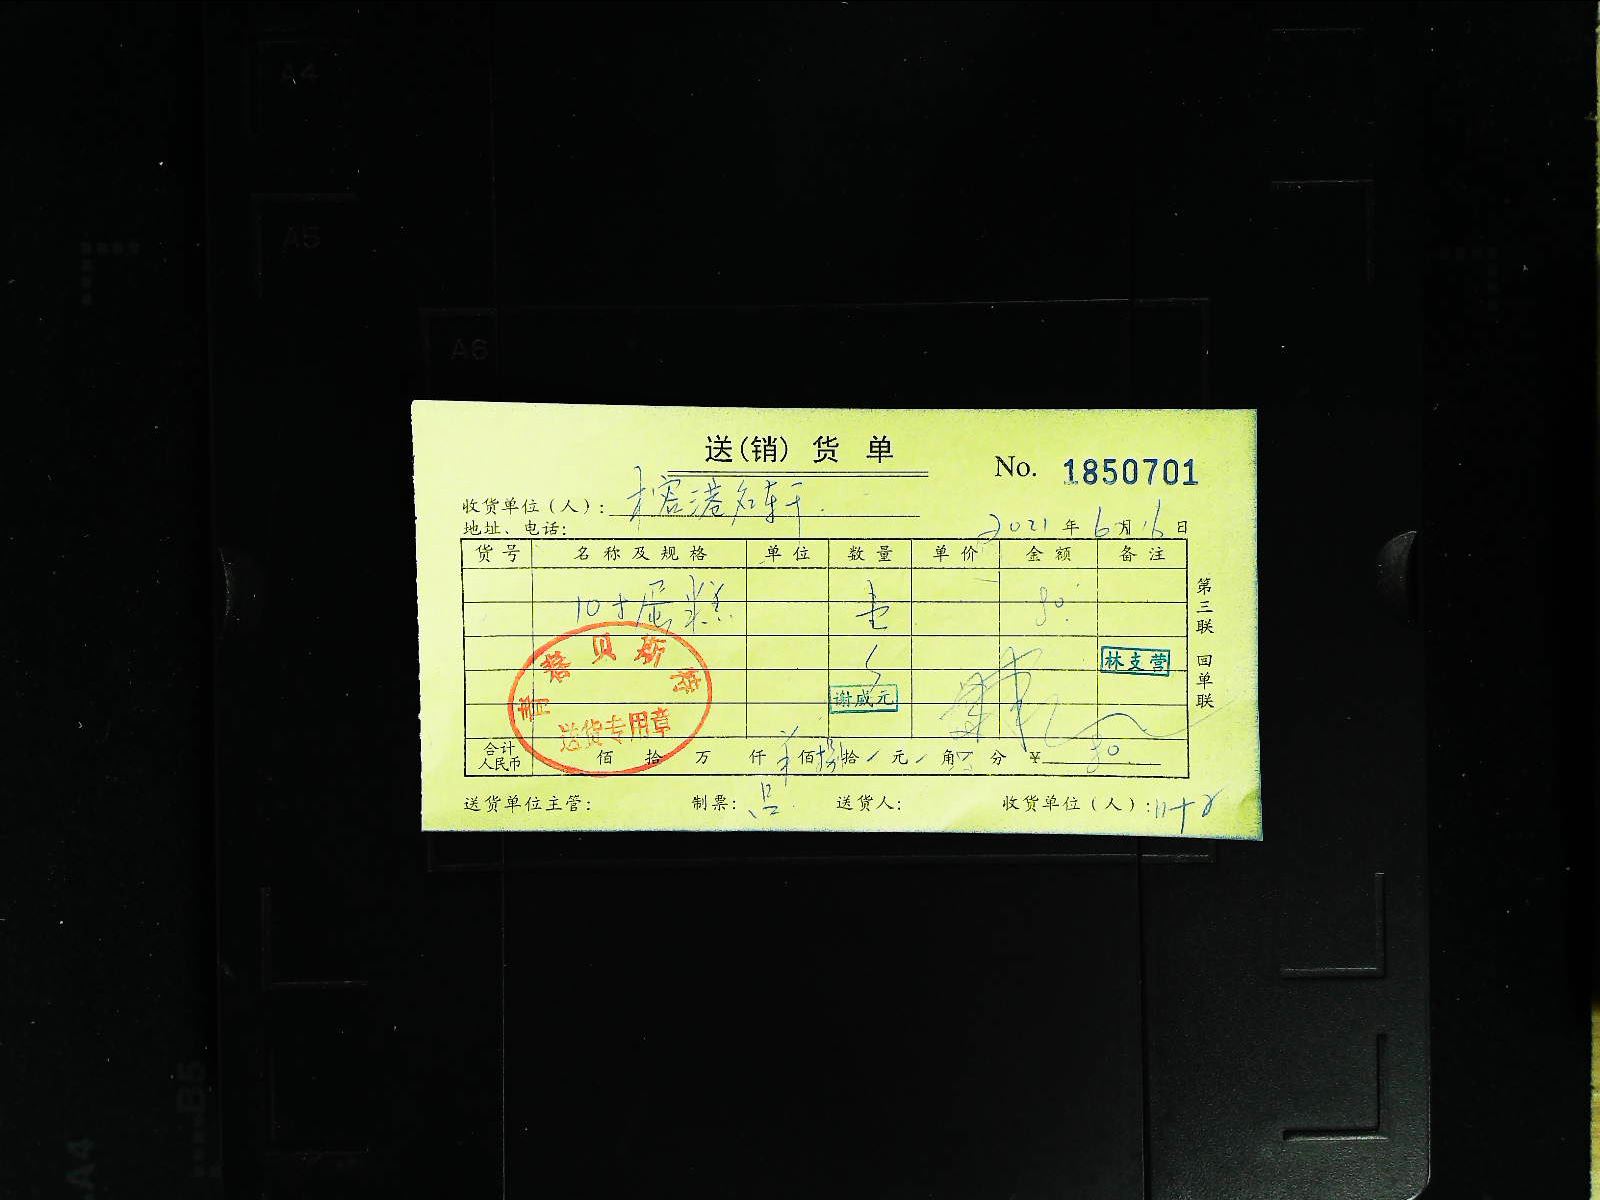 A4
A5
A6
送(销) 货 单
No. 1850701
收货单位(人): 榕港名轩
地址、电话:
2021 年 6 月 16 日
货号 名称及规格 单位 数量 单价 金额 备注
10寸蛋糕 壹 80
林支营
谢威元
贝斯
送货专用章
合计
人民币
佰 拾 万 仟 佰 捌 拾 元 角 分 ¥ 80
送货单位主管: 制票: 送货人: 收货单位(人):
第三联 回单联
B5
A4